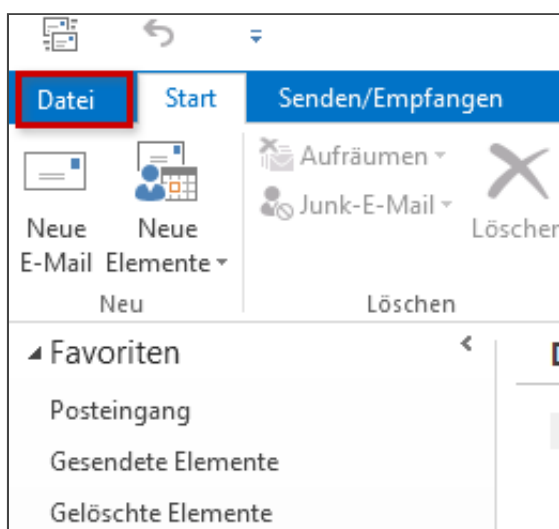 Datei Start Senden/Empfangen
Aufräumen
Junk-E-Mail
Neue E-Mail
Neue Elemente
Neu
Löschen
Favoriten
Posteingang
Gesendete Elemente
Gelöschte Elemente